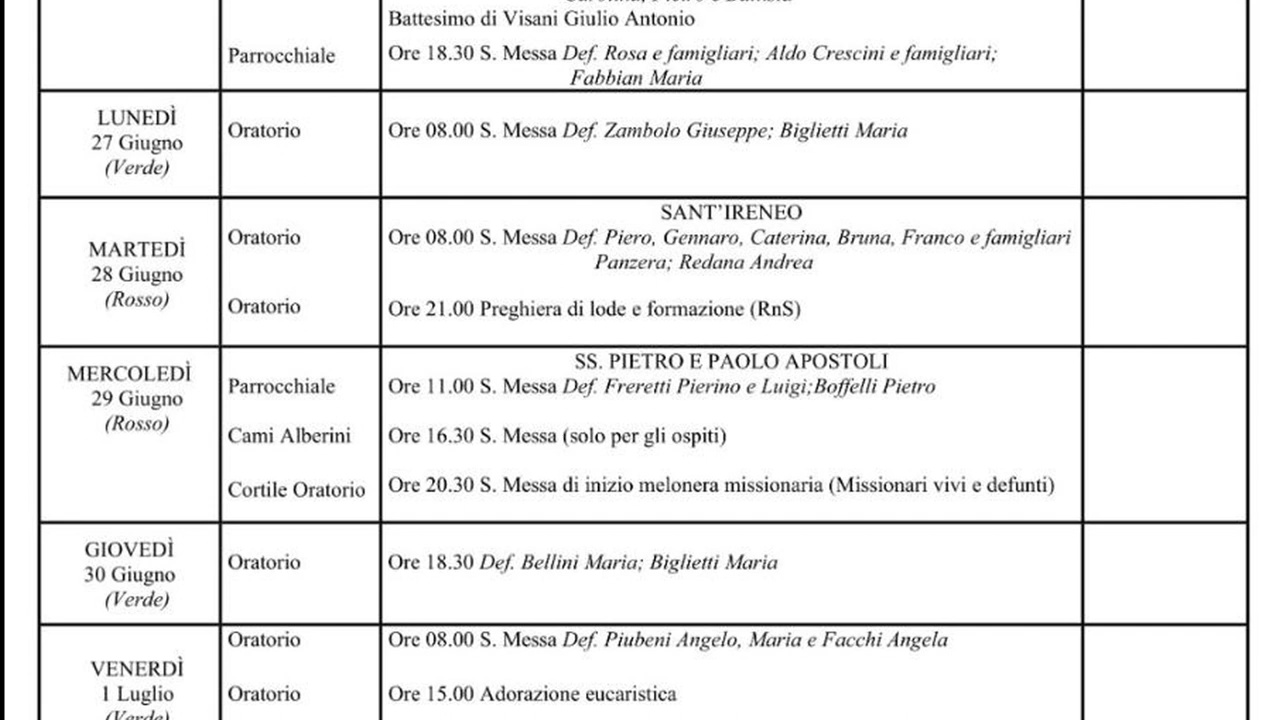 Battesimo di Visani Giulio Antonio
Parrocchiale
Ore 18.30 S. Messa Def. Rosa e famigliari; Aldo Crescini e famigliari;
Fabbian Maria
LUNEDÌ
27 Giugno
(Verde)
Oratorio
Ore 08.00 S. Messa Def. Zambolo Giuseppe; Biglietti Maria
MARTEDÌ
28 Giugno
(Rosso)
SANT'IRENEO
Oratorio
Ore 08.00 S. Messa Def. Piero, Gennaro, Caterina, Bruna, Franco e famigliari
Panzera; Redana Andrea
Oratorio
Ore 21.00 Preghiera di lode e formazione (RnS)
MERCOLEDÌ
29 Giugno
(Rosso)
SS. PIETRO E PAOLO APOSTOLI
Parrocchiale
Ore 11.00 S. Messa Def. Freretti Pierino e Luigi;Boffelli Pietro
Cami Alberini
Ore 16.30 S. Messa (solo per gli ospiti)
Cortile Oratorio
Ore 20.30 S. Messa di inizio melonera missionaria (Missionari vivi e defunti)
GIOVEDÌ
30 Giugno
(Verde)
Oratorio
Ore 18.30 Def. Bellini Maria; Biglietti Maria
VENERDÌ
1 Luglio
(Verde)
Oratorio
Ore 08.00 S. Messa Def. Piubeni Angelo, Maria e Facchi Angela
Oratorio
Ore 15.00 Adorazione eucaristica